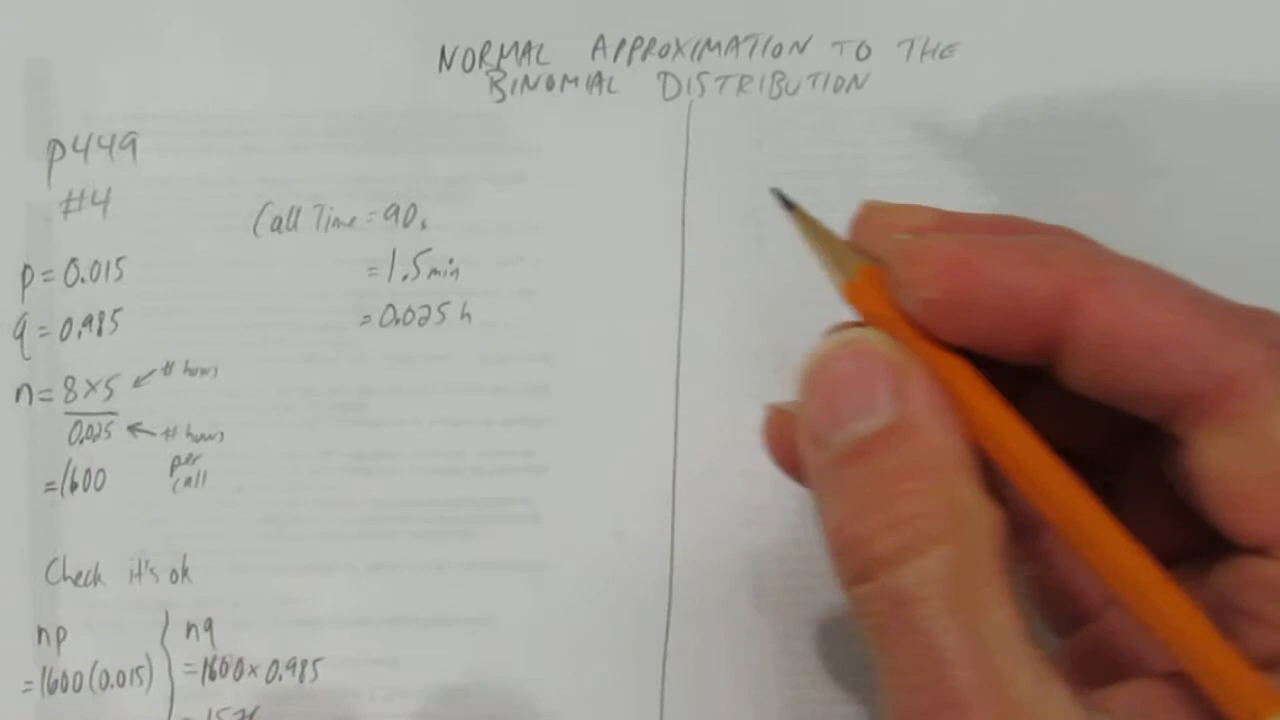 NORMAL APPROXIMATION TO THE
BINOMIAL DISTRIBUTION
p449
#4
Call Time = 90s
= 1.5 min
= 0.025 h
p = 0.015
q = 0.985
n = 8 × 5 ← # hours
0.025 ← # hours
per
call
= 1600
Check it's ok
np
= 1600(0.015)
nq
= 1600 × 0.985